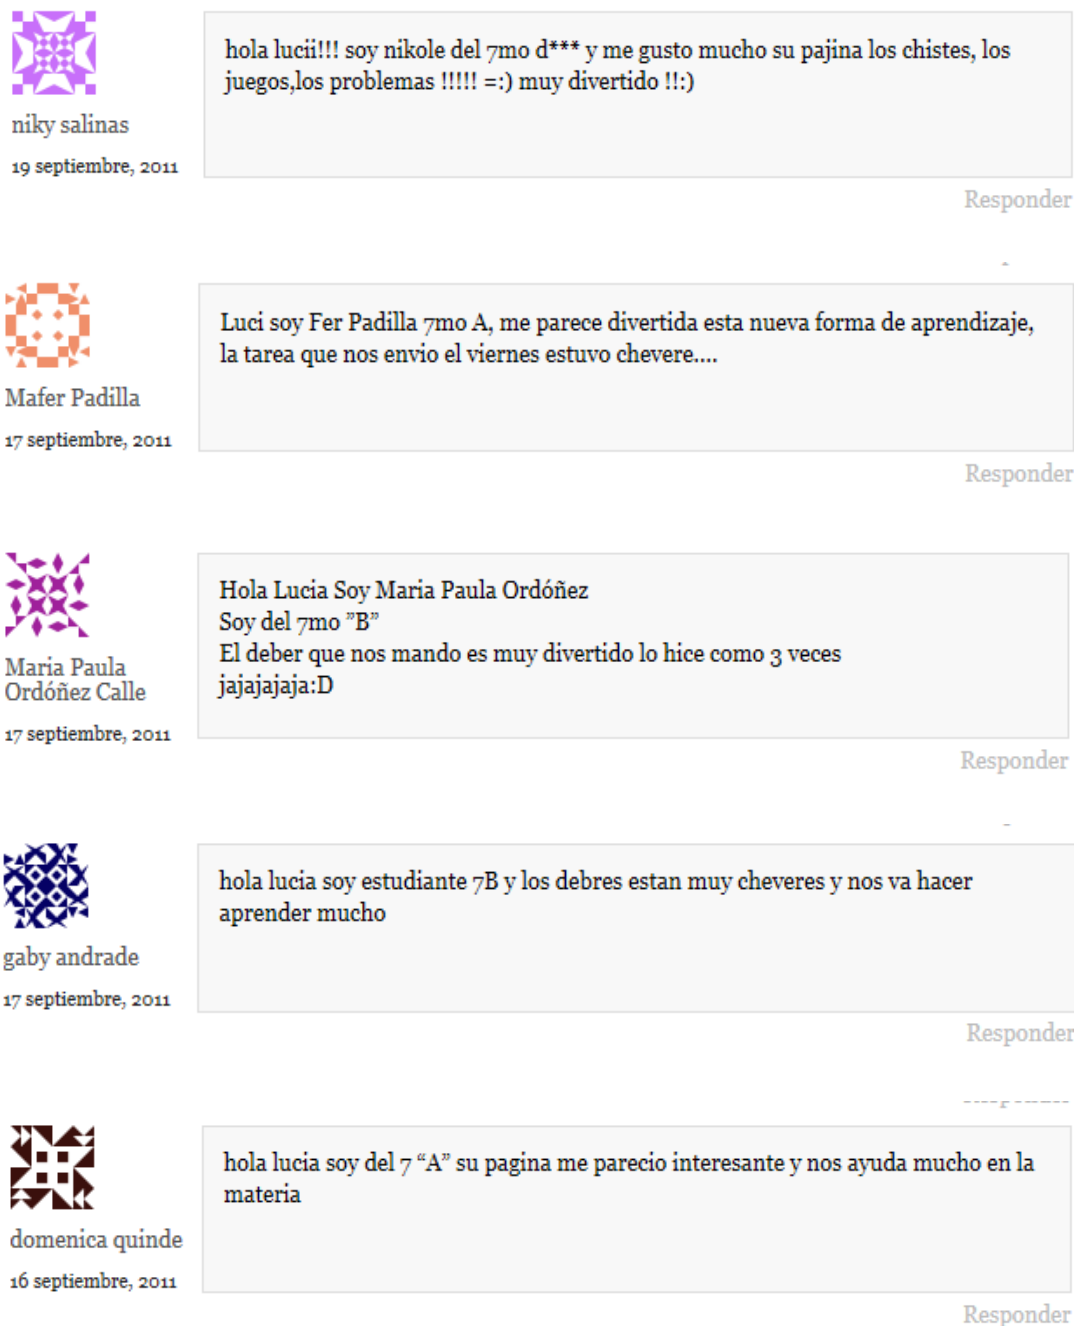 hola lucii!!! soy nikole del 7mo d*** y me gusto mucho su pajina los chistes, los
juegos,los problemas !!!!! =:) muy divertido !!:)
niky salinas
19 septiembre, 2011
Responder
Luci soy Fer Padilla 7mo A, me parece divertida esta nueva forma de aprendizaje,
la tarea que nos envio el viernes estuvo chevere....
Mafer Padilla
17 septiembre, 2011
Responder
Hola Lucia Soy Maria Paula Ordóñez
Soy del 7mo ”B”
El deber que nos mando es muy divertido lo hice como 3 veces
jajajajaja:D
Maria Paula
Ordóñez Calle
17 septiembre, 2011
Responder
hola lucia soy estudiante 7B y los debres estan muy cheveres y nos va hacer
aprender mucho
gaby andrade
17 septiembre, 2011
Responder
hola lucia soy del 7 “A” su pagina me parecio interesante y nos ayuda mucho en la
materia
domenica quinde
16 septiembre, 2011
Responder